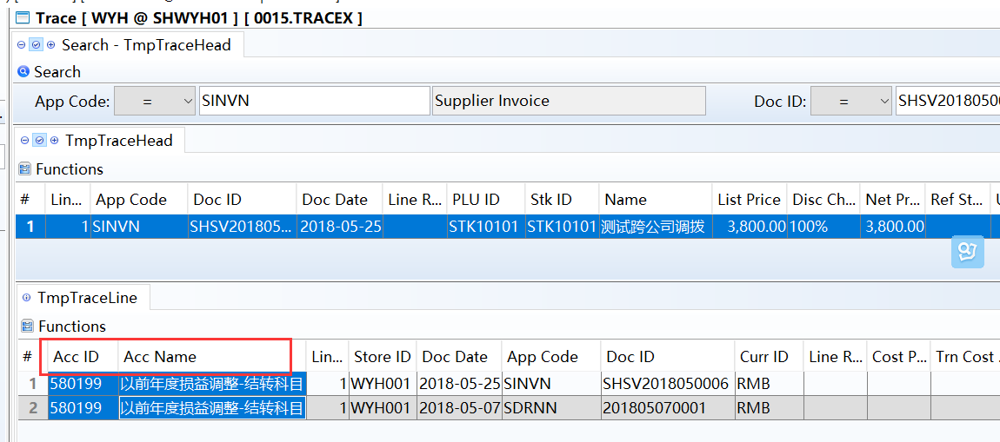 Trace [ WYH @ SHWYH01 ] [ 0015.TRACEX ]
Search - TmpTraceHead
Search
App Code: = SINVN Supplier Invoice Doc ID: = SHSV2018050
TmpTraceHead
Functions
# Lin... App Code Doc ID Doc Date Line R... PLU ID Stk ID Name List Price Disc Ch... Net Pr... Ref St...
1 1 SINVN SHSV201805... 2018-05-25 STK10101 STK10101 测试跨公司调拨 3,800.00 100% 3,800.00
TmpTraceLine
Functions
# Acc ID Acc Name Lin... Store ID Doc Date App Code Doc ID Curr ID Line R... Cost P... Trn Cost
1 580199 以前年度损益调整-结转科目 1 WYH001 2018-05-25 SINVN SHSV2018050006 RMB
2 580199 以前年度损益调整-结转科目 1 WYH001 2018-05-07 SDRNN 201805070001 RMB